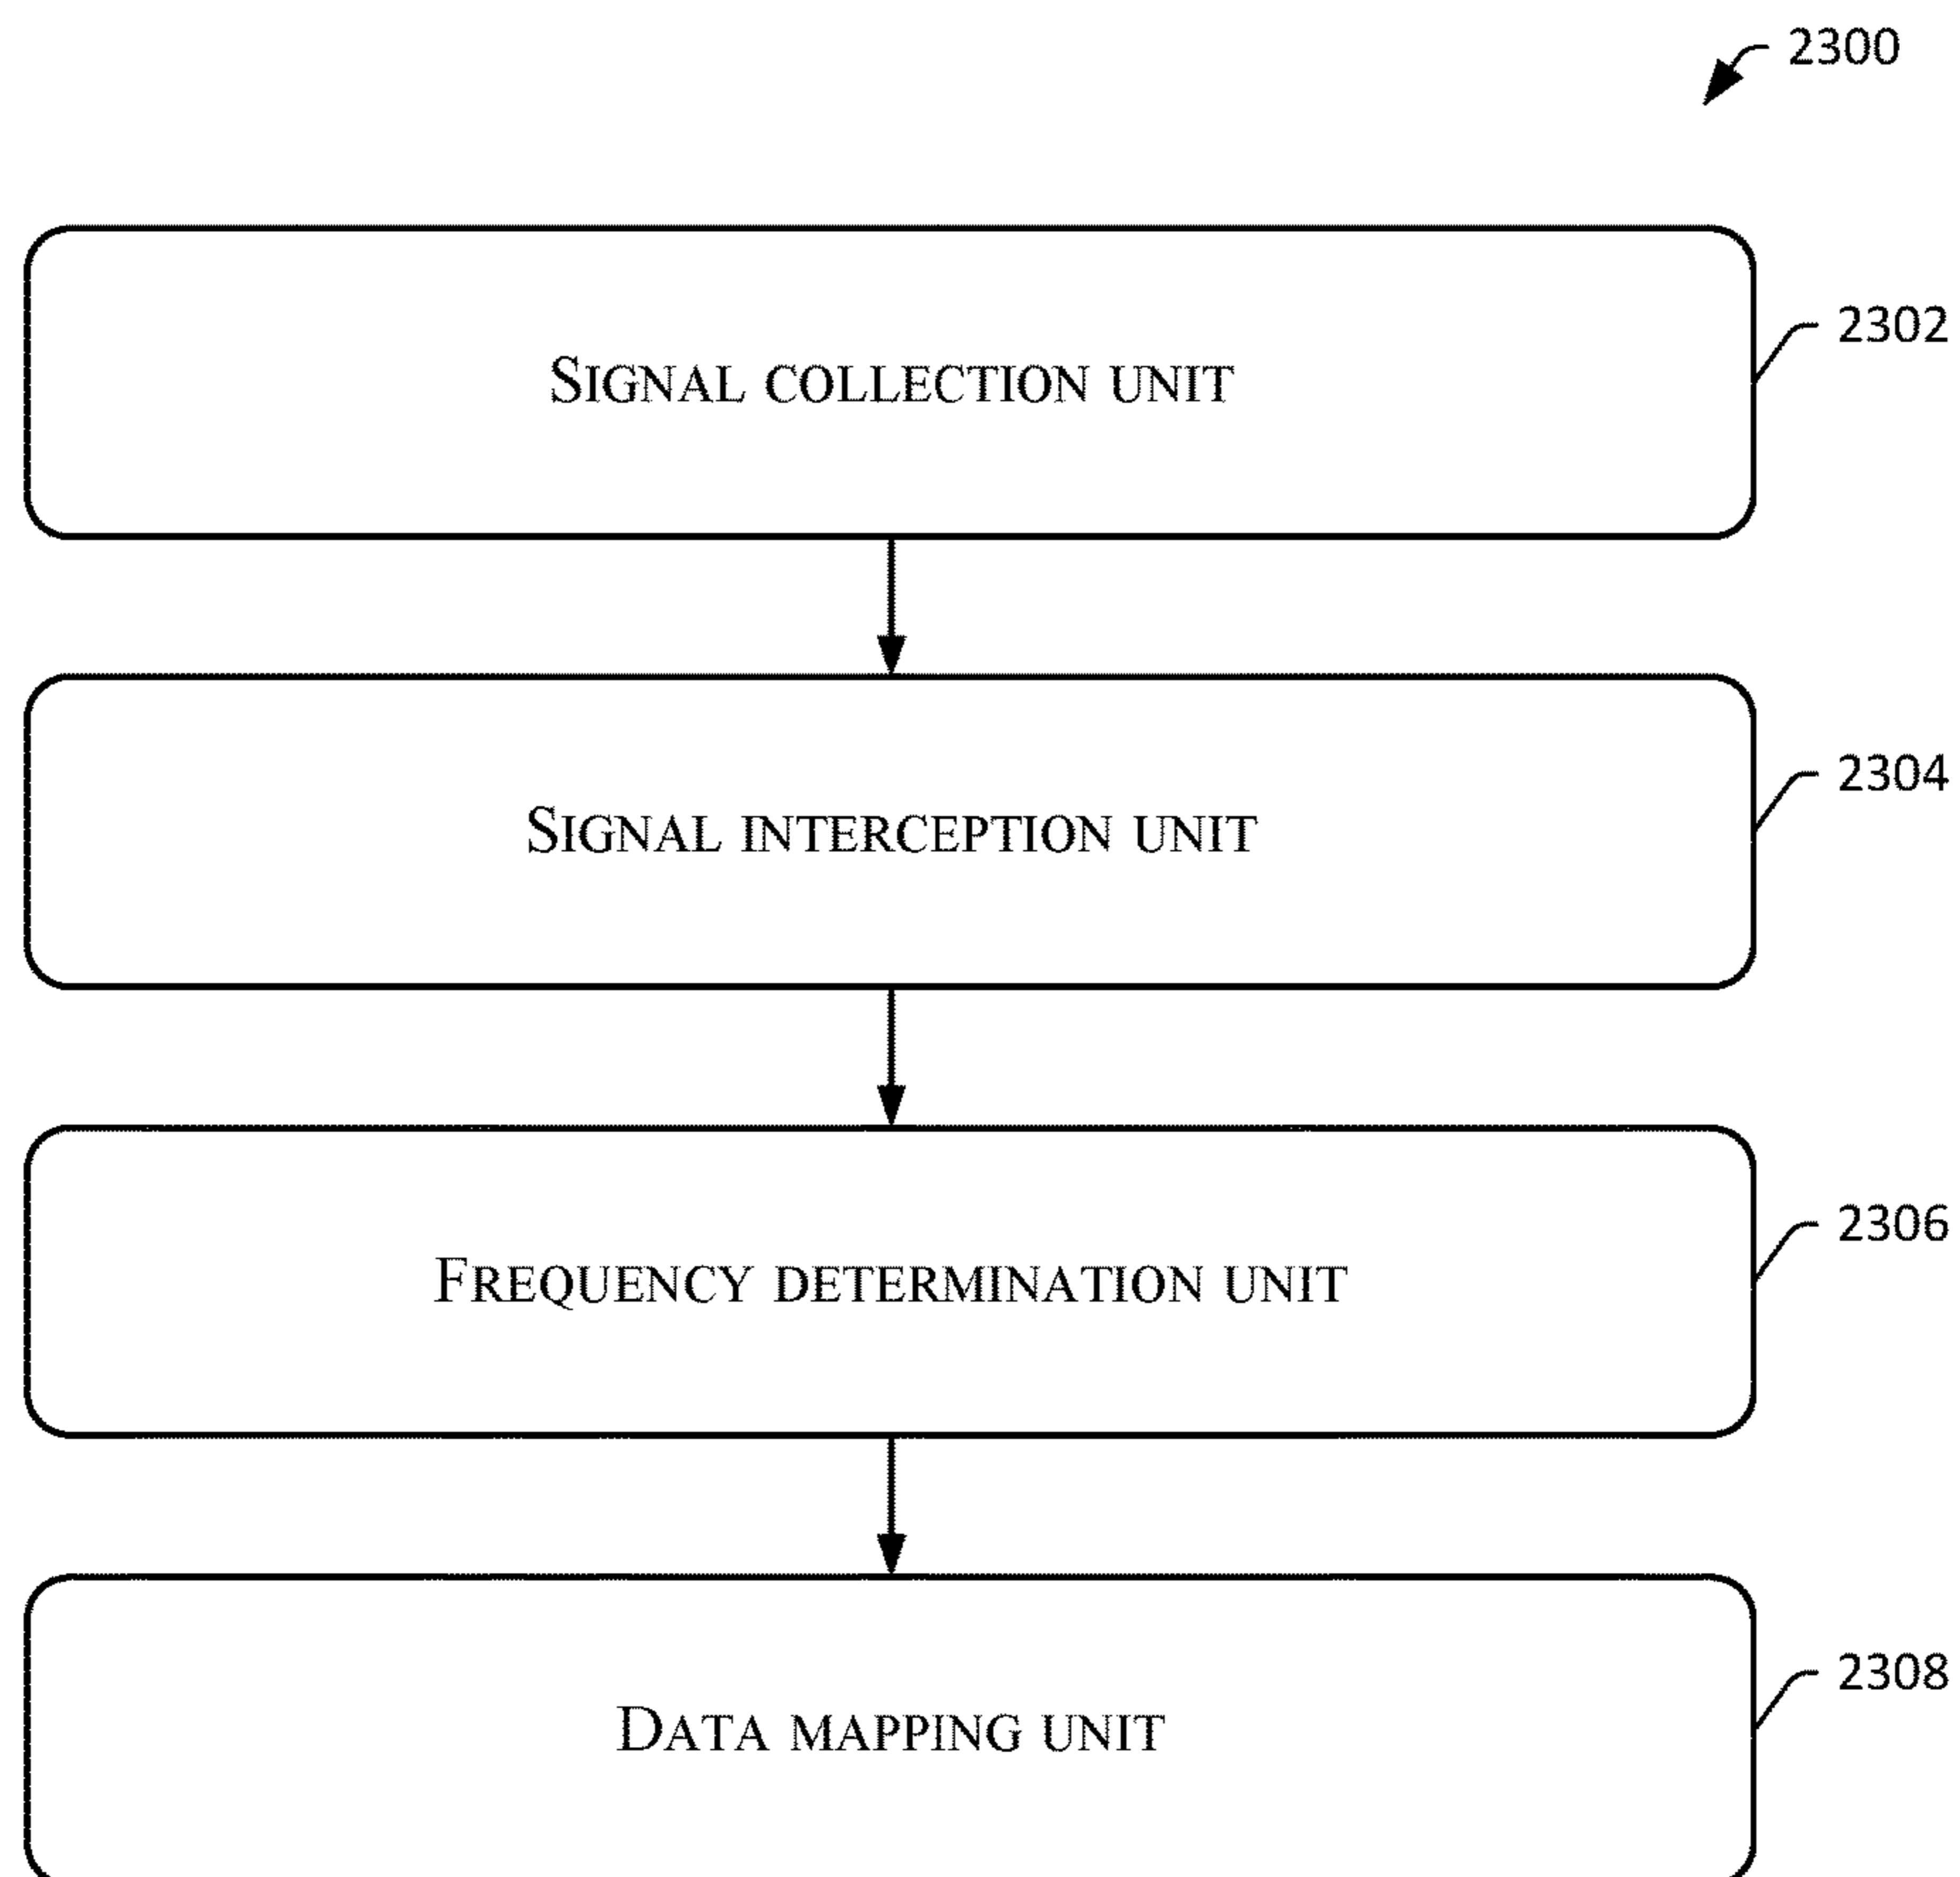 2300
SIGNAL COLLECTION UNIT
2302
SIGNAL INTERCEPTION UNIT
2304
FREQUENCY DETERMINATION UNIT
2306
DATA MAPPING UNIT
2308